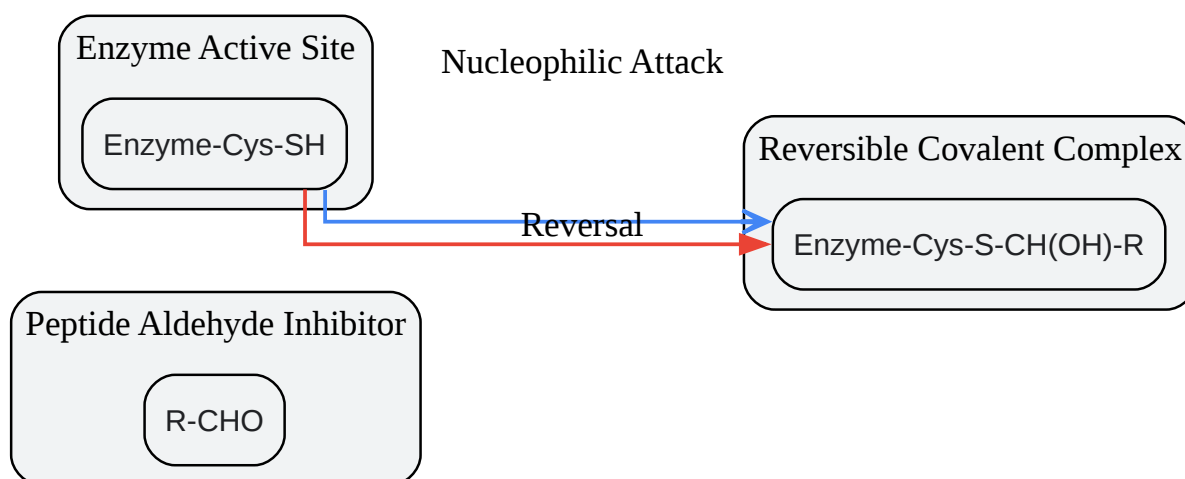 Enzyme Active Site
Enzyme-Cys-SH
Nucleophilic Attack
Reversible Covalent Complex
Enzyme-Cys-S-CH(OH)-R
Reversal
Peptide Aldehyde Inhibitor
R-CHO